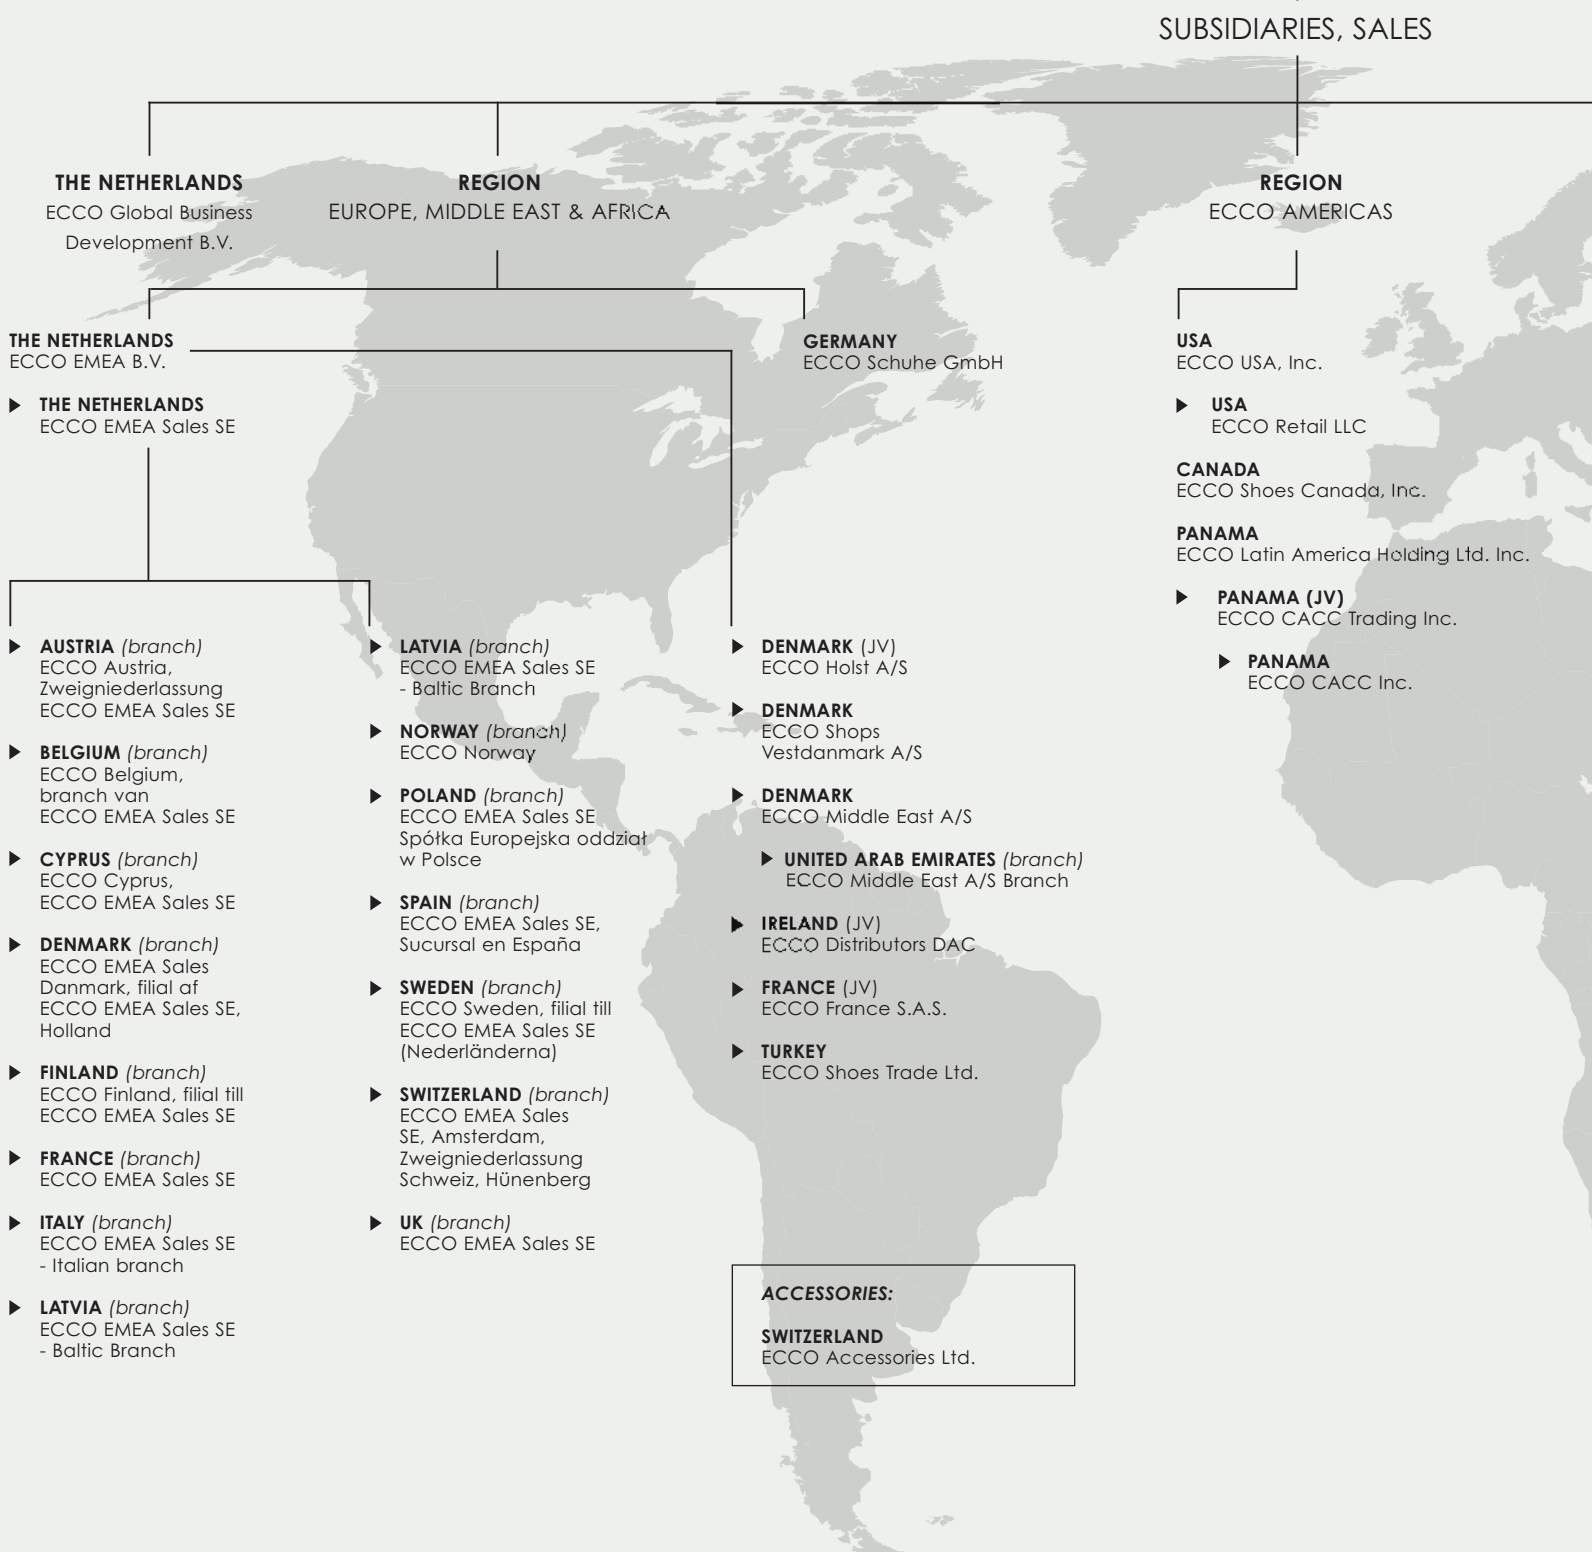 SUBSIDIARIES, SALES
THE NETHERLANDS
ECCO Global Business
Development B.V.
REGION
EUROPE, MIDDLE EAST & AFRICA
REGION
ECCO AMERICAS
THE NETHERLANDS
ECCO EMEA B.V.
THE NETHERLANDS
ECCO EMEA Sales SE
AUSTRIA (branch)
ECCO Austria,
Zweigniederlassung
ECCO EMEA Sales SE
BELGIUM (branch)
ECCO Belgium,
branch van
ECCO EMEA Sales SE
CYPRUS (branch)
ECCO Cyprus,
ECCO EMEA Sales SE
DENMARK (branch)
ECCO EMEA Sales
Danmark, filial af
ECCO EMEA Sales SE,
Holland
FINLAND (branch)
ECCO Finland, filial till
ECCO EMEA Sales SE
FRANCE (branch)
ECCO EMEA Sales SE
ITALY (branch)
ECCO EMEA Sales SE
- Italian branch
LATVIA (branch)
ECCO EMEA Sales SE
- Baltic Branch
LATVIA (branch)
ECCO EMEA Sales SE
- Baltic Branch
NORWAY (branch)
ECCO Norway
POLAND (branch)
ECCO EMEA Sales SE
Spółka Europejska oddział
w Polsce
SPAIN (branch)
ECCO EMEA Sales SE,
Sucursal en España
SWEDEN (branch)
ECCO Sweden, filial till
ECCO EMEA Sales SE
(Nederländerna)
SWITZERLAND (branch)
ECCO EMEA Sales
SE, Amsterdam,
Zweigniederlassung
Schweiz, Hünenberg
UK (branch)
ECCO EMEA Sales SE
DENMARK (JV)
ECCO Holst A/S
DENMARK
ECCO Shops
Vestdanmark A/S
DENMARK
ECCO Middle East A/S
UNITED ARAB EMIRATES (branch)
ECCO Middle East A/S Branch
IRELAND (JV)
ECCO Distributors DAC
FRANCE (JV)
ECCO France S.A.S.
TURKEY
ECCO Shoes Trade Ltd.
ACCESSORIES:
SWITZERLAND
ECCO Accessories Ltd.
GERMANY
ECCO Schuhe GmbH
USA
ECCO USA, Inc.
USA
ECCO Retail LLC
CANADA
ECCO Shoes Canada, Inc.
PANAMA
ECCO Latin America Holding Ltd. Inc.
PANAMA (JV)
ECCO CACC Trading Inc.
PANAMA
ECCO CACC Inc.